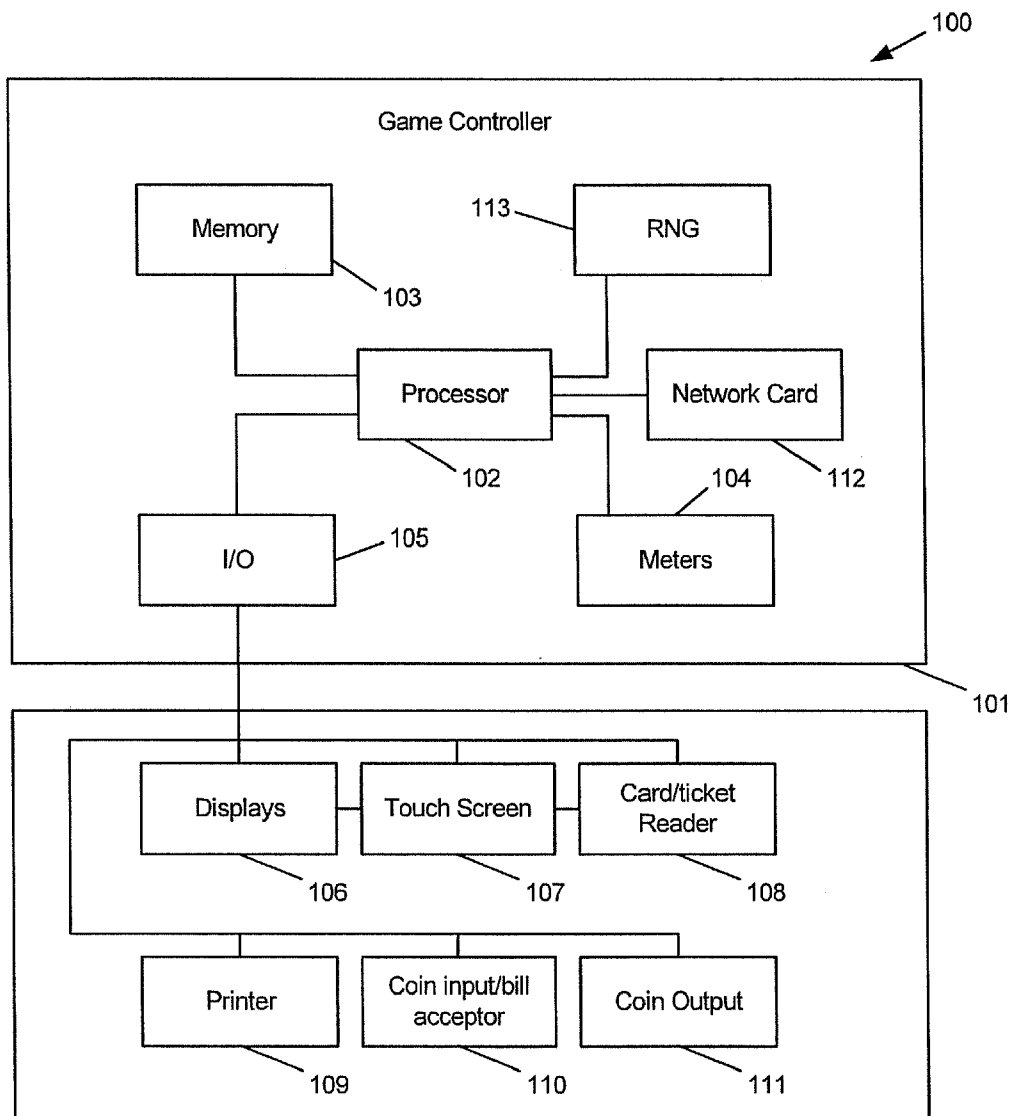 100
Game Controller
Memory
113
RNG
103
Processor
Network Card
102
104
112
I/O
105
Meters
101
Displays
Touch Screen
Card/ticket
Reader
106
107
108
Printer
Coin input/bill
acceptor
Coin Output
109
110
111